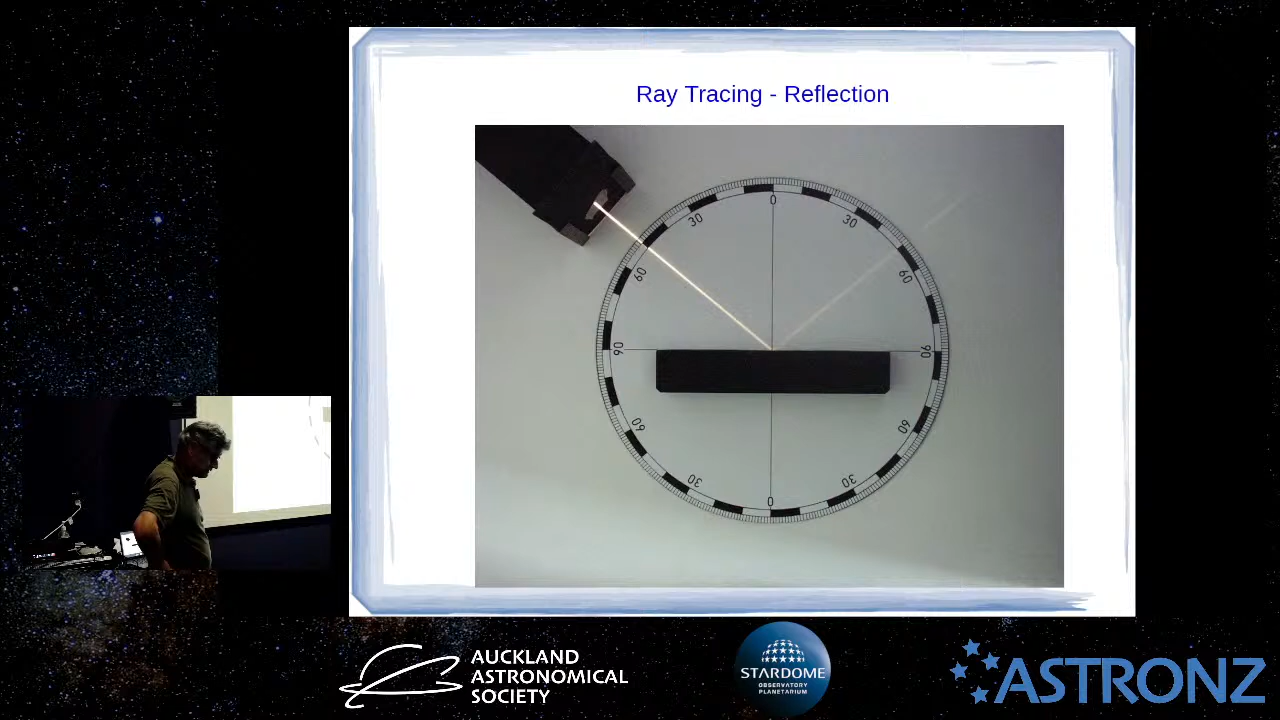 Ray Tracing - Reflection
0
30
30
60
60
90
90
60
60
30
30
0
AUCKLAND
ASTRONOMICAL
SOCIETY
STARDOME
OBSERVATORY
PLANETARIUM
ASTRONZ